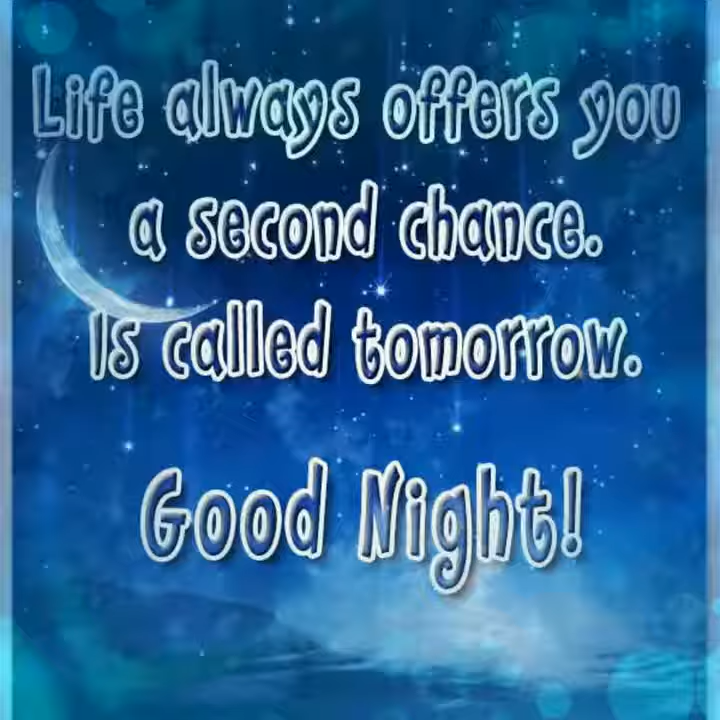 Life always offers you
a second chance.
Is called tomorrow.
Good Night!